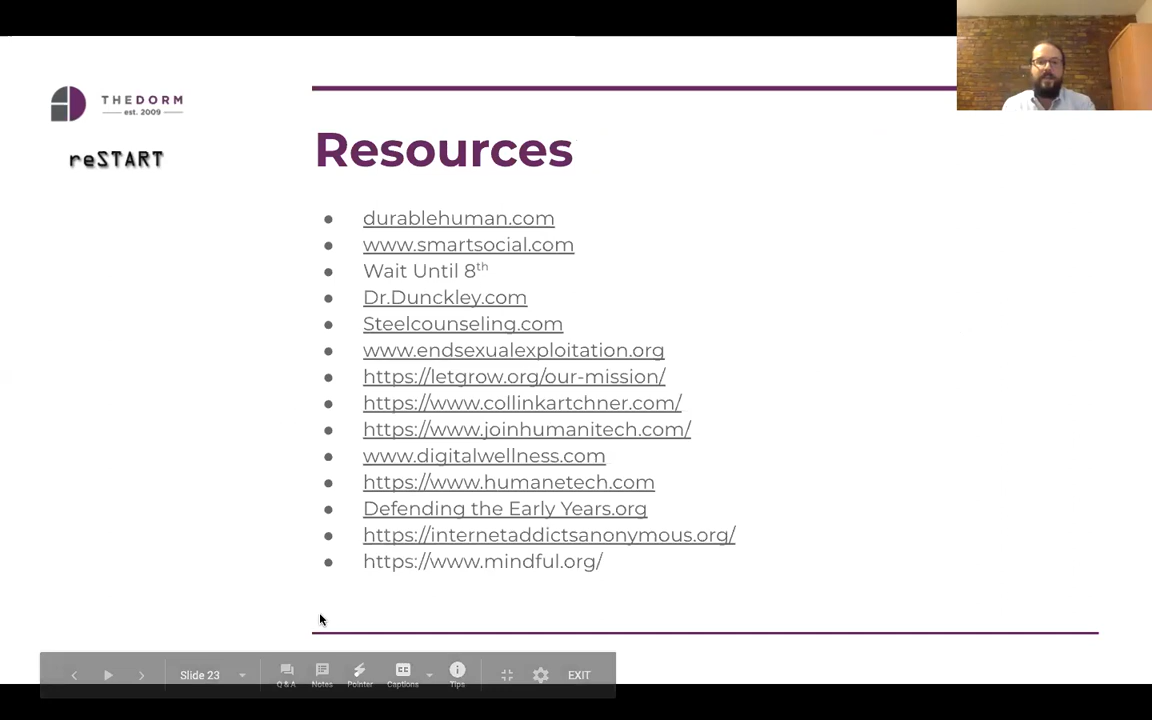 THEDORM
est. 2009
reSTART
Resources
durablehuman.com
www.smartsocial.com
Wait Until 8th
Dr.Dunckley.com
Steelcounseling.com
www.endsexualexploitation.org
https://letgrow.org/our-mission/
https://www.collinkartchner.com/
https://www.joinhumanitech.com/
www.digitalwellness.com
https://www.humanetech.com
Defending the Early Years.org
https://internetaddictsanonymous.org/
https://www.mindful.org/
Slide 23
Q & A
Notes
Pointer
CC
Captions
Tips
EXIT